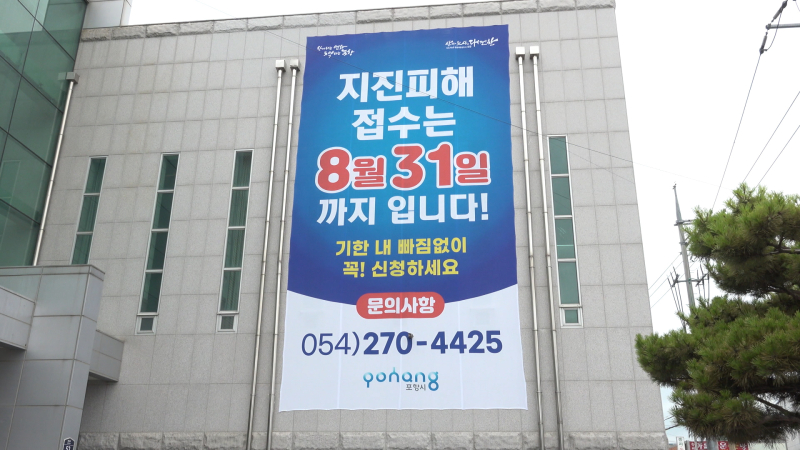 지진피해
접수는
8월 31일
까지 입니다!
기한 내 빠짐없이
꼭! 신청하세요
문의사항
054) 270-4425
pohang
포항시